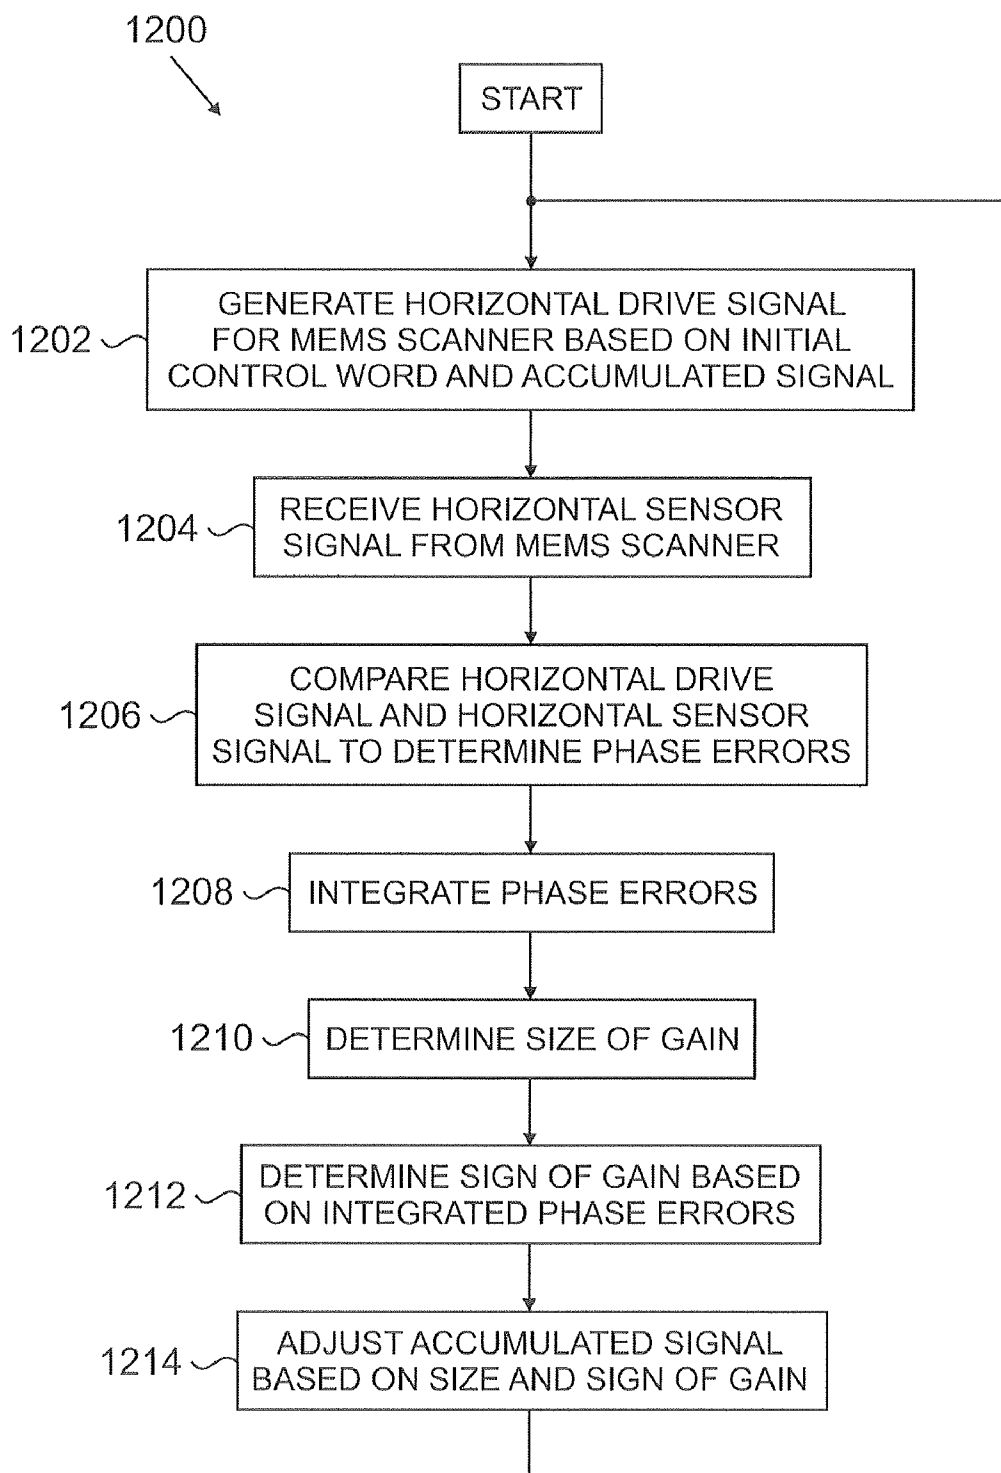 1200
START
1202
GENERATE HORIZONTAL DRIVE SIGNAL
FOR MEMS SCANNER BASED ON INITIAL
CONTROL WORD AND ACCUMULATED SIGNAL
1204
RECEIVE HORIZONTAL SENSOR
SIGNAL FROM MEMS SCANNER
1206
COMPARE HORIZONTAL DRIVE
SIGNAL AND HORIZONTAL SENSOR
SIGNAL TO DETERMINE PHASE ERRORS
1208
INTEGRATE PHASE ERRORS
1210
DETERMINE SIZE OF GAIN
1212
DETERMINE SIGN OF GAIN BASED
ON INTEGRATED PHASE ERRORS
1214
ADJUST ACCUMULATED SIGNAL
BASED ON SIZE AND SIGN OF GAIN